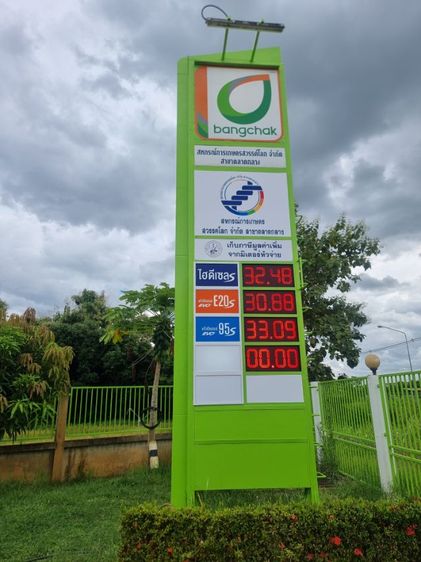 bangchak
สหกรณ์การเกษตรสวรรค์โลก จำกัด
สาขาตลาดกลาง
สหกรณ์การเกษตร
สวรรคโลก จำกัด สาขาตลาดกลาง
เก็บภาษีมูลค่าเพิ่ม
จากมิเตอร์หัวจ่าย
ไฮดีเซล S 32.48
E20 S EVO 30.88
95 S EVO 33.09
00.00